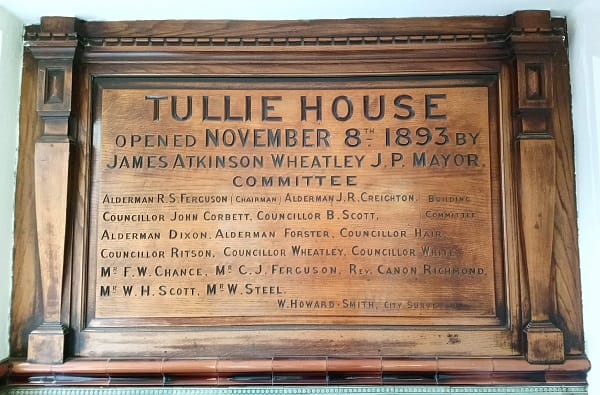 TULLIE HOUSE
OPENED NOVEMBER 8TH 1893 BY
JAMES ATKINSON WHEATLEY J.P. MAYOR.
COMMITTEE
ALDERMAN R.S. FERGUSON (CHAIRMAN) ALDERMAN J.R. CREIGHTON, BUILDING
COUNCILLOR JOHN CORBETT, COUNCILLOR B. SCOTT, COMMITTEE
ALDERMAN DIXON, ALDERMAN FORSTER, COUNCILLOR HAIR,
COUNCILLOR RITSON, COUNCILLOR WHEATLEY, COUNCILLOR WHITE,
MR F.W. CHANCE, MR C.J. FERGUSON, REV. CANON RICHMOND,
MR W.H. SCOTT, MR W. STEEL.
W. HOWARD-SMITH, CITY SURVEYOR